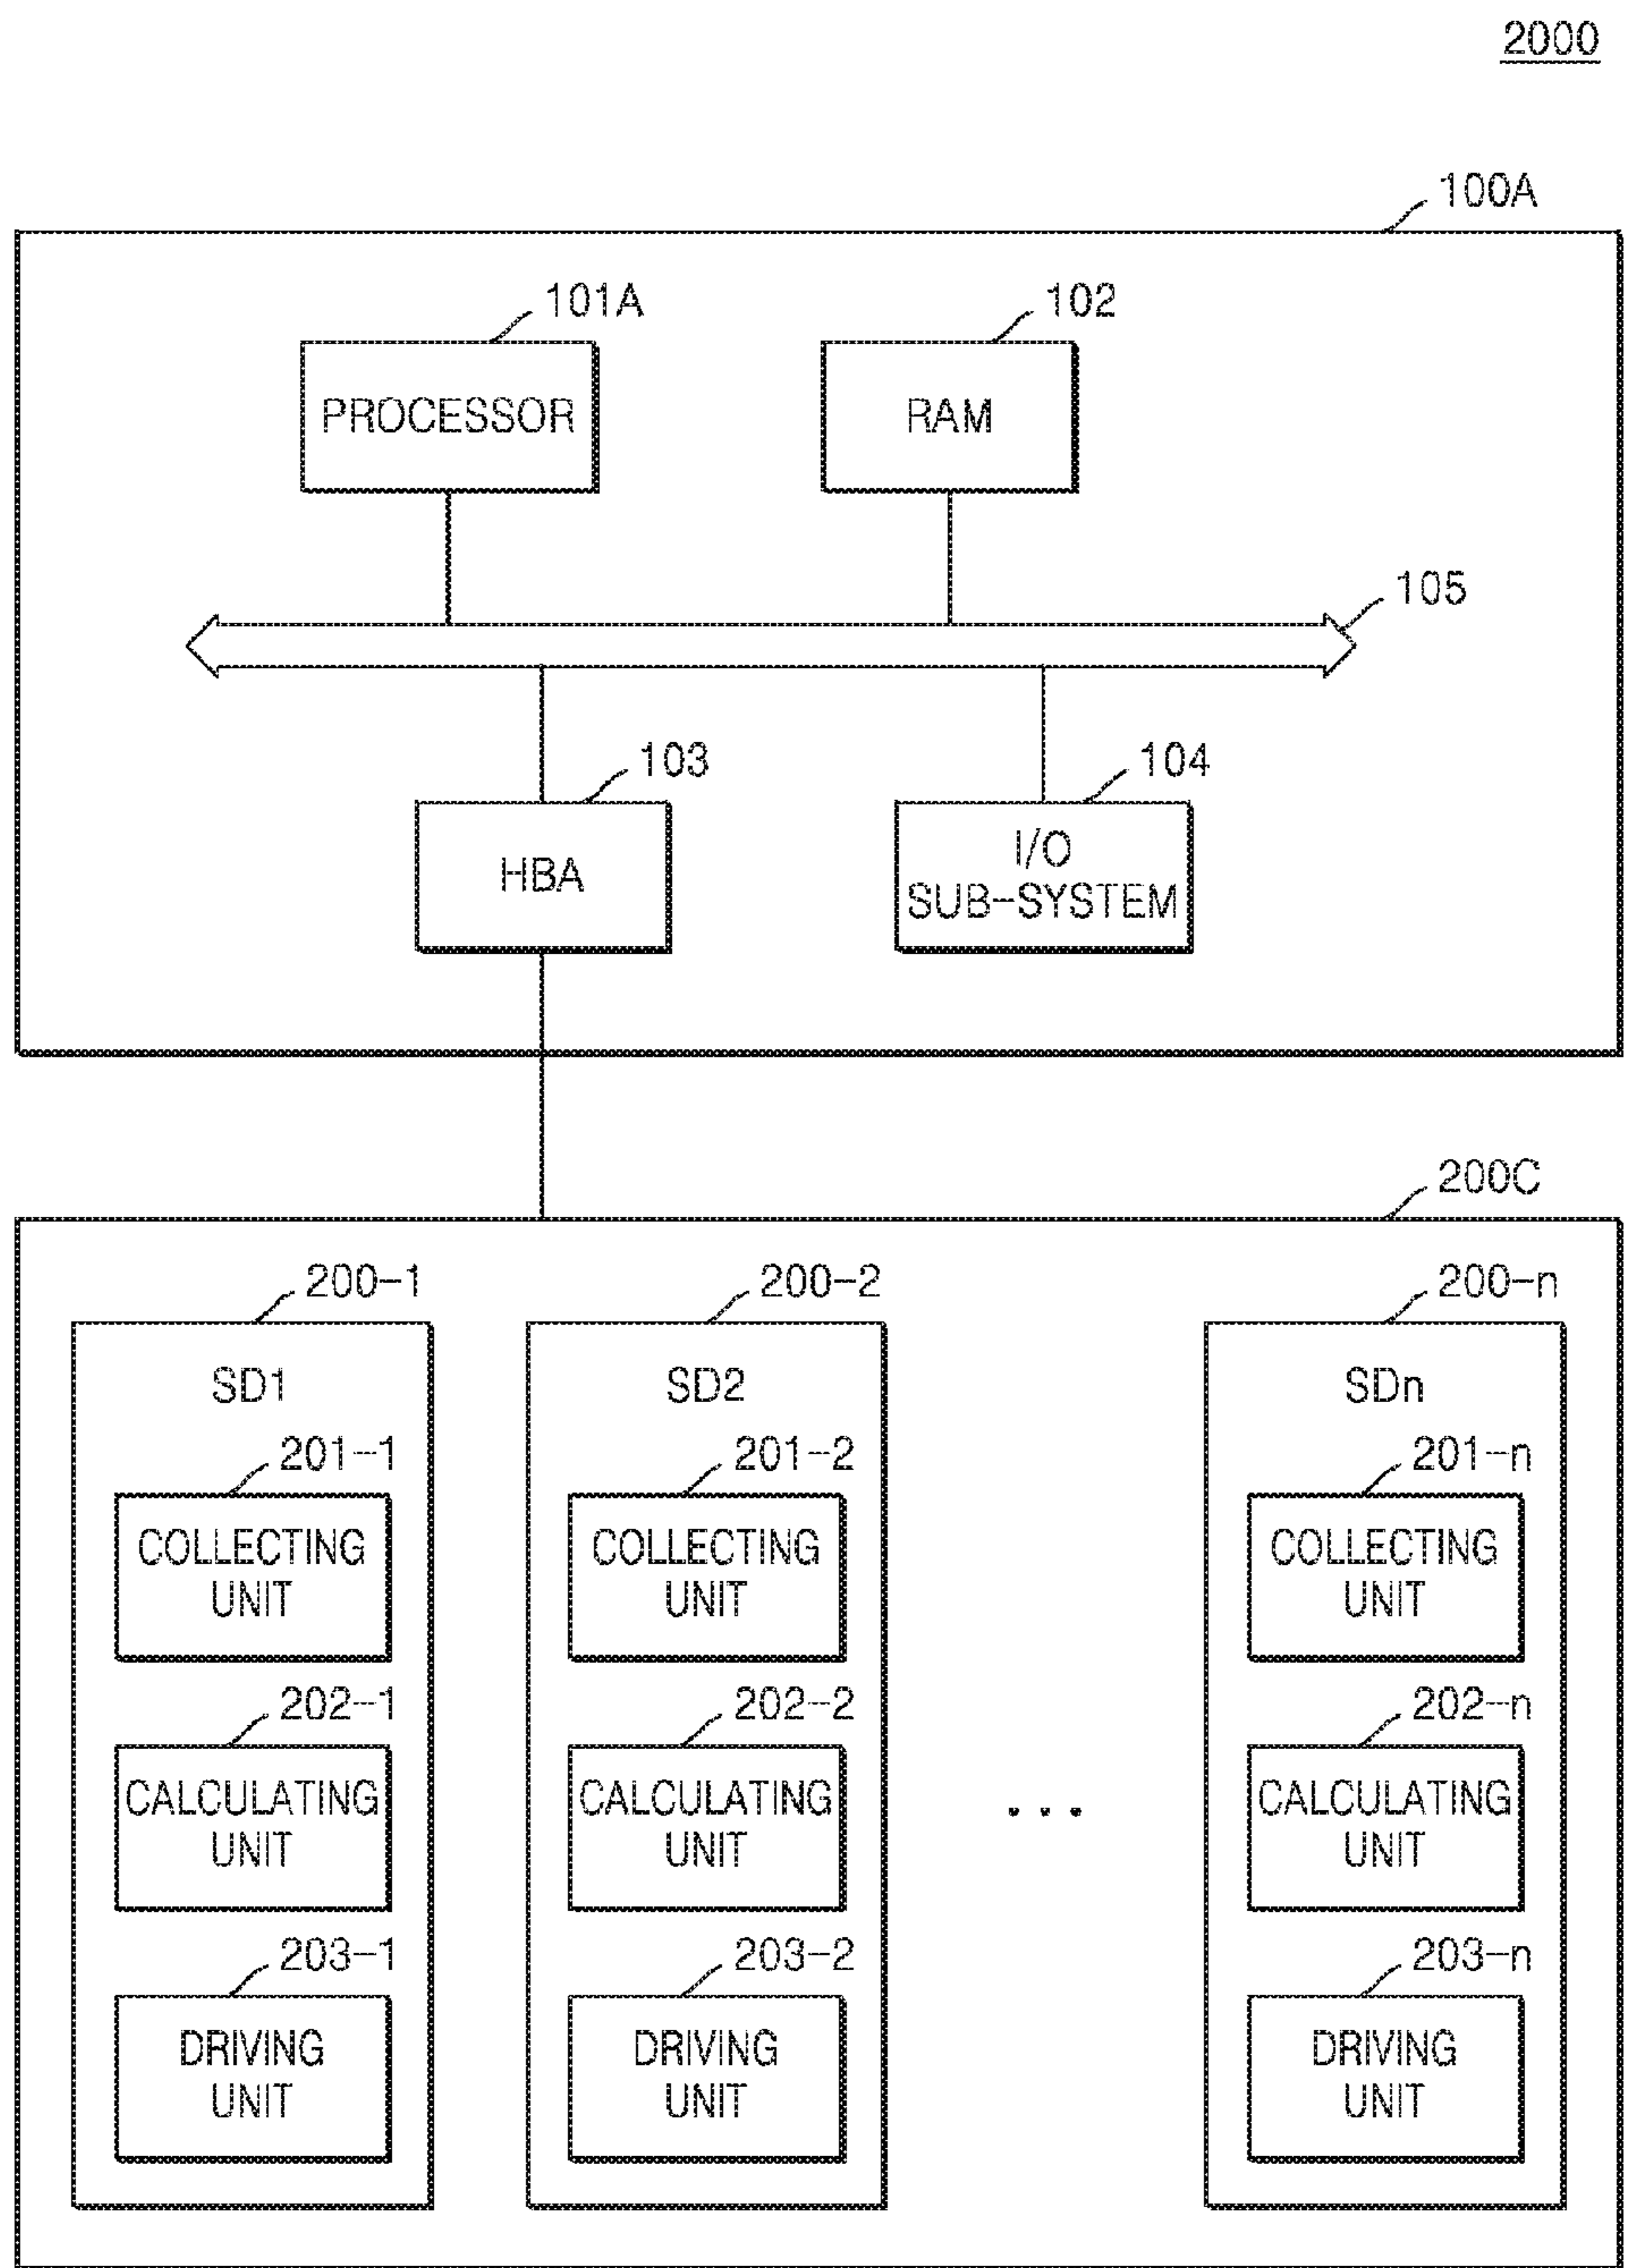 2000
100A
101A
102
PROCESSOR
RAM
105
103
104
HBA
I/O
SUB-SYSTEM
200C
200-1
200-2
200-n
SD1
SD2
SDn
201-1
201-2
201-n
COLLECTING
UNIT
COLLECTING
UNIT
COLLECTING
UNIT
202-1
202-2
202-n
CALCULATING
UNIT
CALCULATING
UNIT
...
CALCULATING
UNIT
203-1
203-2
203-n
DRIVING
UNIT
DRIVING
UNIT
DRIVING
UNIT